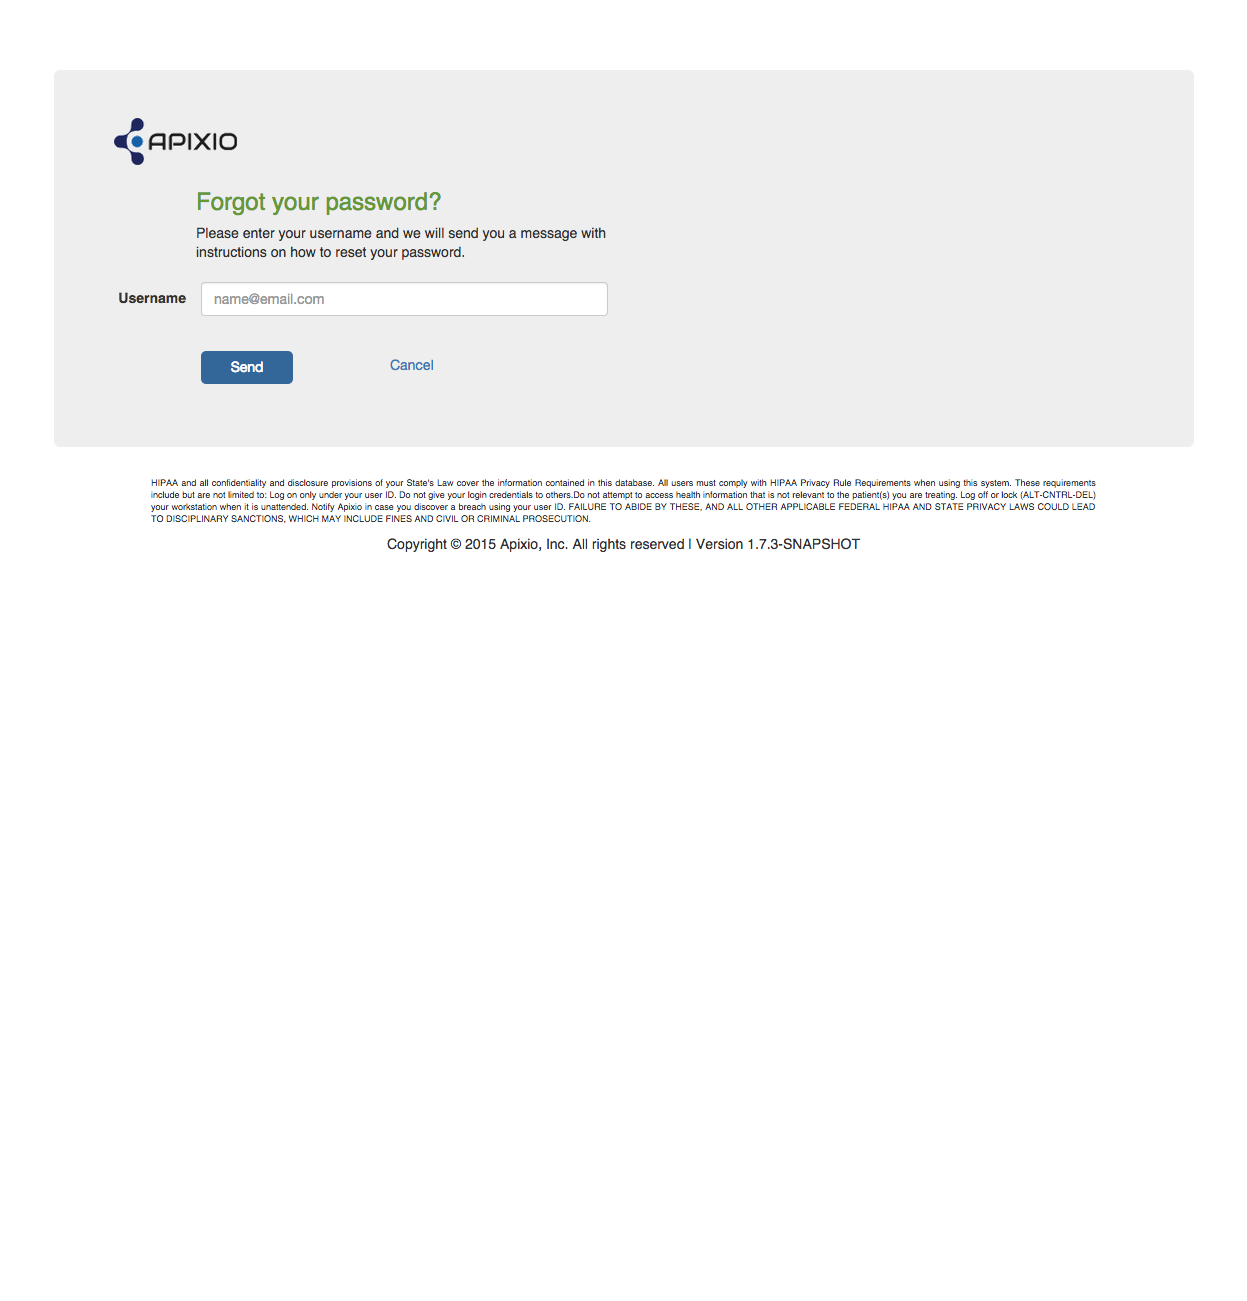 APIXIO
Forgot your password?
Please enter your username and we will send you a message with
instructions on how to reset your password.
Username name@email.com
Send Cancel
HIPAA and all confidentiality and disclosure provisions of your State's Law cover the information contained in this database. All users must comply with HIPAA Privacy Rule Requirements when using this system. These requirements
include but are not limited to: Log on only under your user ID. Do not give your login credentials to others.Do not attempt to access health information that is not relevant to the patient(s) you are treating. Log off or lock (ALT-CNTRL-DEL)
your workstation when it is unattended. Notify Apixio in case you discover a breach using your user ID. FAILURE TO ABIDE BY THESE, AND ALL OTHER APPLICABLE FEDERAL HIPAA AND STATE PRIVACY LAWS COULD LEAD
TO DISCIPLINARY SANCTIONS, WHICH MAY INCLUDE FINES AND CIVIL OR CRIMINAL PROSECUTION.
Copyright © 2015 Apixio, Inc. All rights reserved | Version 1.7.3-SNAPSHOT